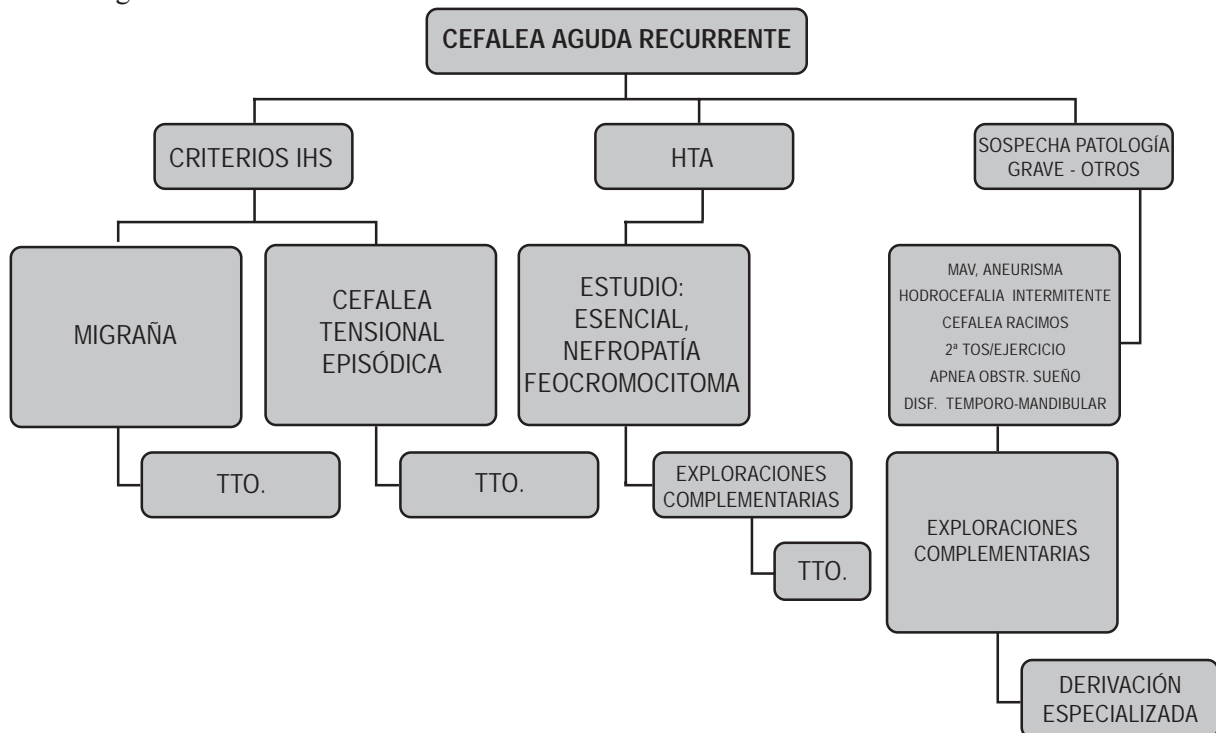 CEFALEA AGUDA RECURRENTE
CRITERIOS IHS
HTA
SOSPECHA PATOLOGÍA
GRAVE - OTROS
MIGRAÑA
CEFALEA
TENSIONAL
EPISÓDICA
ESTUDIO:
ESENCIAL,
NEFROPATÍA
FEOCROMOCITOMA
MAV, ANEURISMA
HODROCEFALIA INTERMITENTE
CEFALEA RACIMOS
2ª TOS/EJERCICIO
APNEA OBSTR. SUEÑO
DISF. TEMPORO-MANDIBULAR
TTO.
TTO.
EXPLORACIONES
COMPLEMENTARIAS
TTO.
EXPLORACIONES
COMPLEMENTARIAS
DERIVACIÓN
ESPECIALIZADA